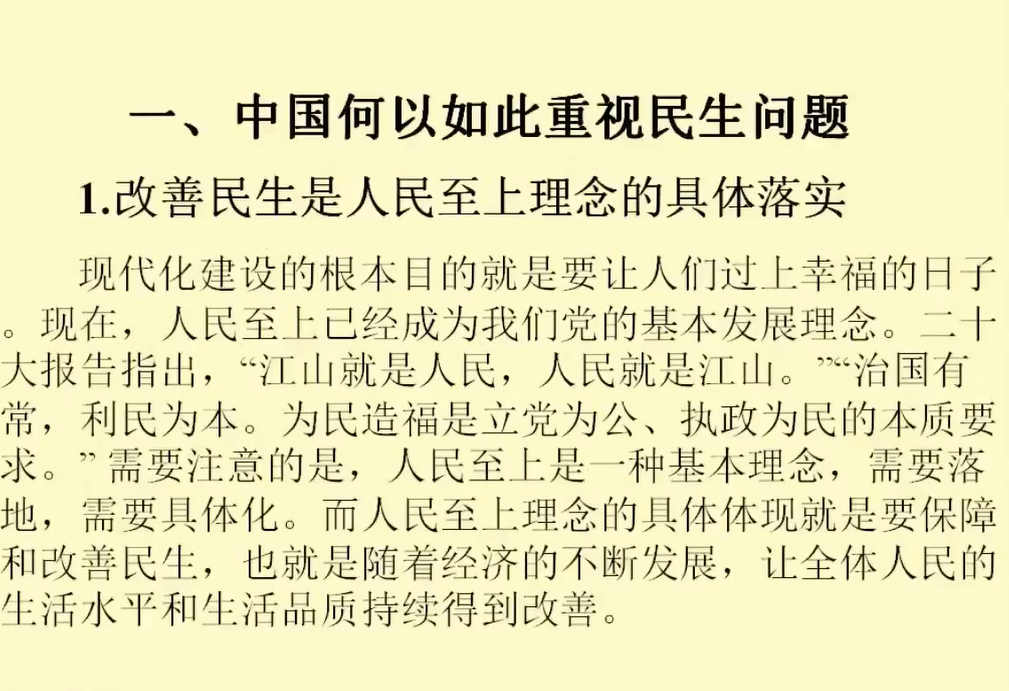 一、中国何以如此重视民生问题
1.改善民生是人民至上理念的具体落实
现代化建设的根本目的就是要让人们过上幸福的日子
。现在，人民至上已经成为我们党的基本发展理念。二十
大报告指出，“江山就是人民，人民就是江山。”“治国有
常，利民为本。为民造福是立党为公、执政为民的本质要
求。” 需要注意的是，人民至上是一种基本理念，需要落
地，需要具体化。而人民至上理念的具体体现就是要保障
和改善民生，也就是随着经济的不断发展，让全体人民的
生活水平和生活品质持续得到改善。